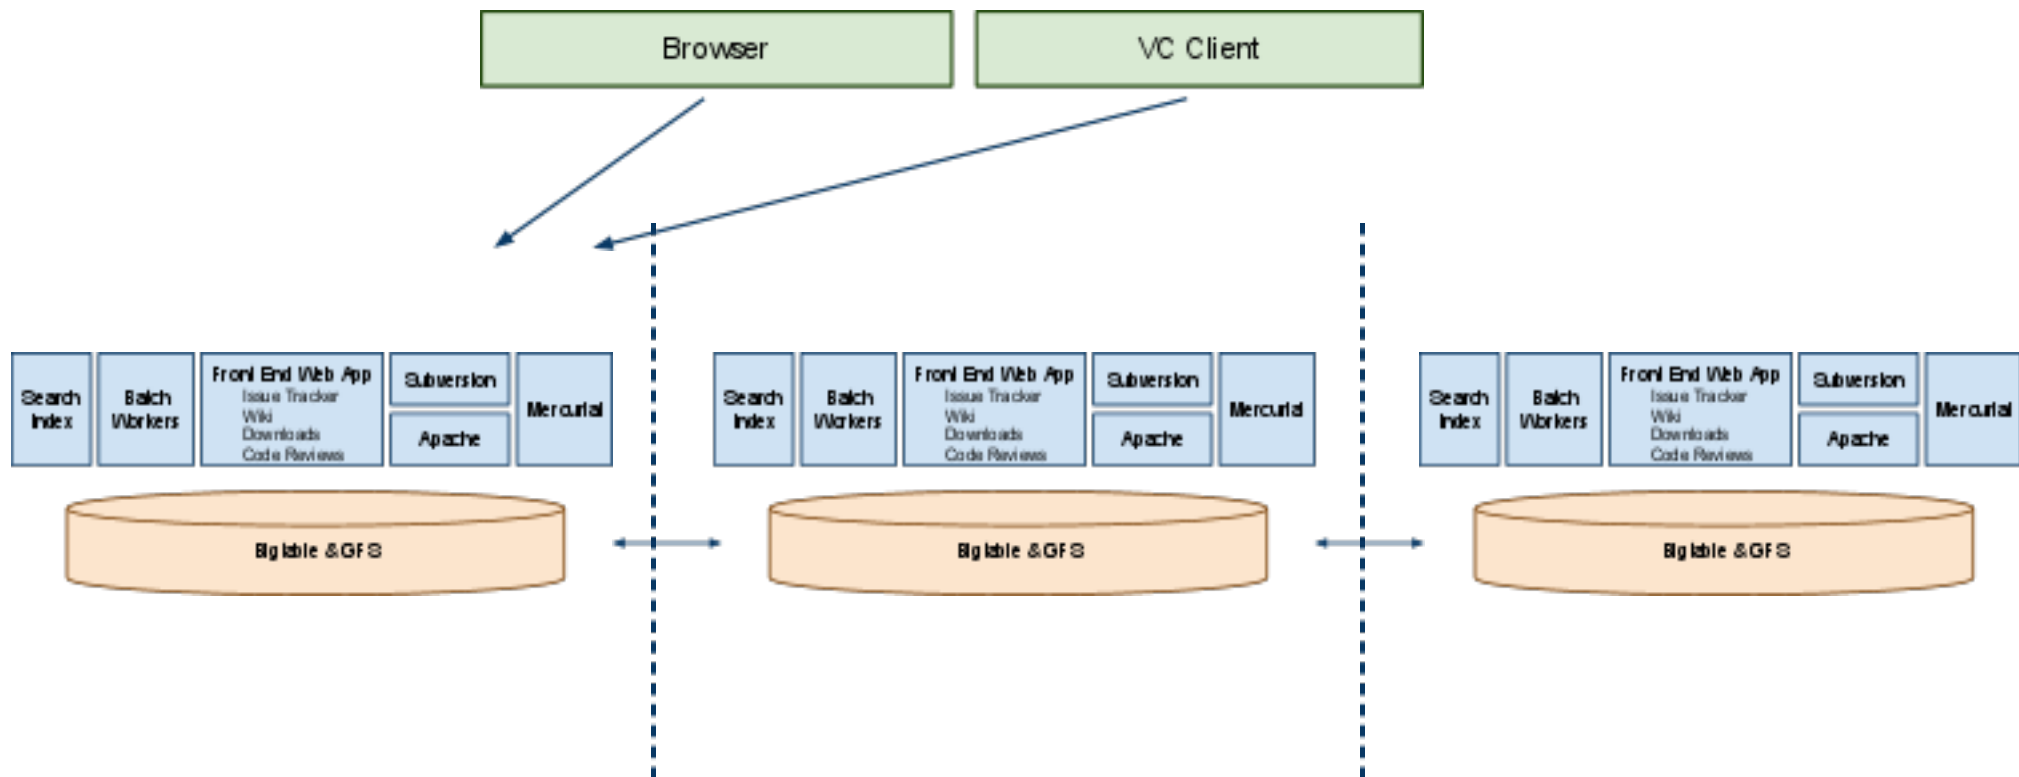 Browser
VC Client
Search
Index
Batch
Workers
Front End Web App
Issue Tracker
Wiki
Downloads
Code Reviews
Subversion
Apache
Mercurial
Bigtable & GFS
Search
Index
Batch
Workers
Front End Web App
Issue Tracker
Wiki
Downloads
Code Reviews
Subversion
Apache
Mercurial
Bigtable & GFS
Search
Index
Batch
Workers
Front End Web App
Issue Tracker
Wiki
Downloads
Code Reviews
Subversion
Apache
Mercurial
Bigtable & GFS